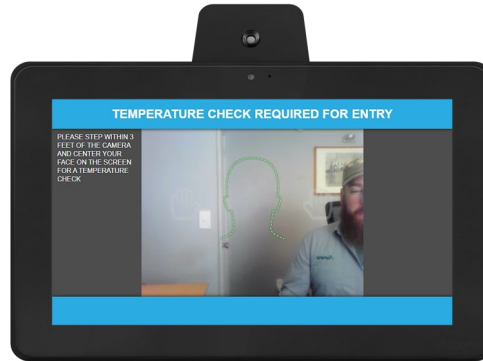 TEMPERATURE CHECK REQUIRED FOR ENTRY
PLEASE STEP WITHIN 3
FEET OF THE CAMERA
AND CENTER YOUR
FACE ON THE SCREEN
FOR A TEMPERATURE
CHECK